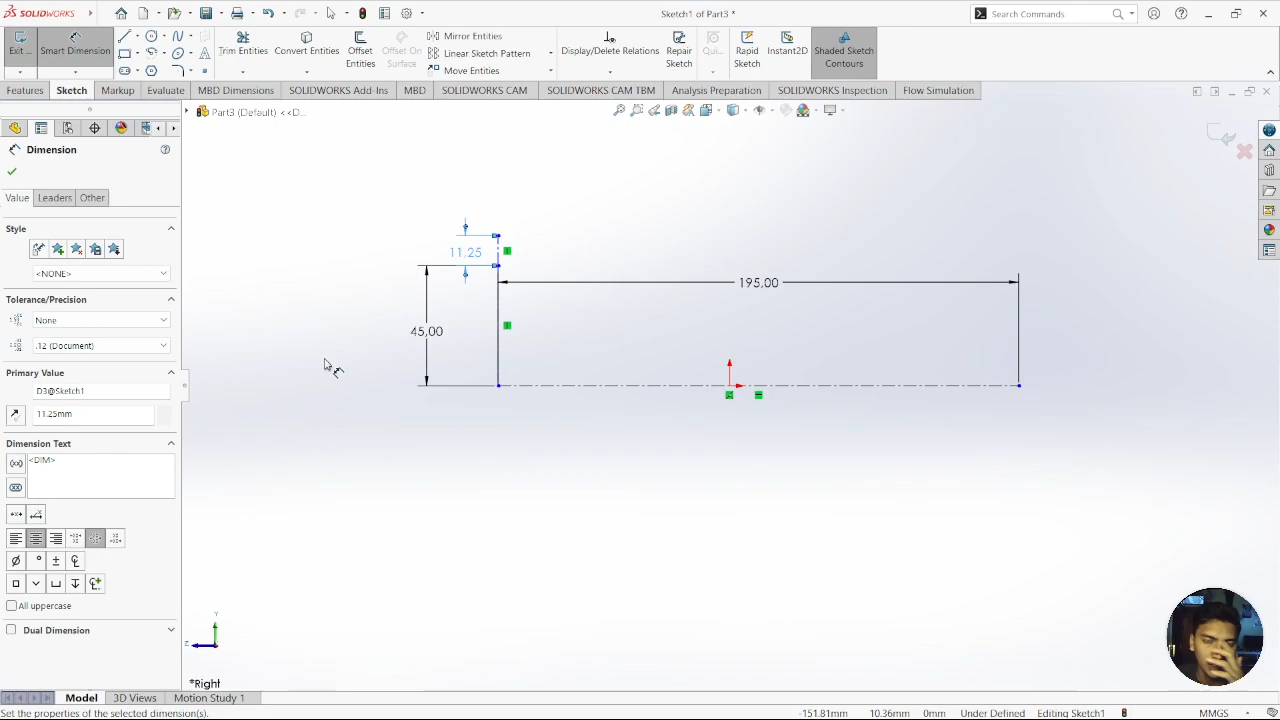 SOLIDWORKS
Sketch1 of Part3 *
Search Commands
Exit ...
Smart Dimension
Trim Entities
Convert Entities
Offset Entities
Offset On Surface
Mirror Entities
Linear Sketch Pattern
Move Entities
Display/Delete Relations
Repair Sketch
Qui...
Rapid Sketch
Instant2D
Shaded Sketch Contours
Features
Sketch
Markup
Evaluate
MBD Dimensions
SOLIDWORKS Add-Ins
MBD
SOLIDWORKS CAM
SOLIDWORKS CAM TBM
Analysis Preparation
SOLIDWORKS Inspection
Flow Simulation
Part3 (Default) <<D...
Dimension
Value
Leaders
Other
Style
<NONE>
Tolerance/Precision
None
.12 (Document)
Primary Value
D3@Sketch1
11.25mm
Dimension Text
<DIM>
All uppercase
Dual Dimension
11,25
195,00
45,00
Y
Z
*Right
Model
3D Views
Motion Study 1
Set the properties of the selected dimension(s).
-151.81mm
10.36mm
0mm
Under Defined
Editing Sketch1
MMGS